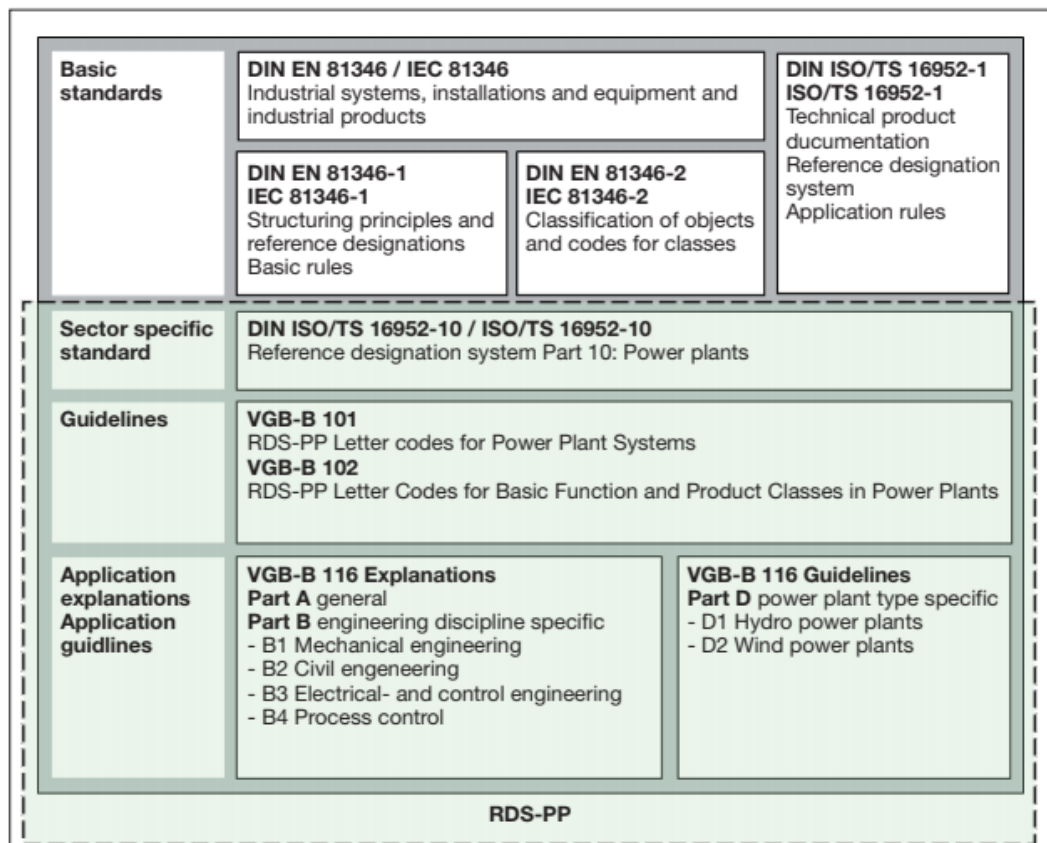 Basic
standards
DIN EN 81346 / IEC 81346
Industrial systems, installations and equipment and
industrial products
DIN EN 81346-1
IEC 81346-1
Structuring principles and
reference designations
Basic rules
DIN EN 81346-2
IEC 81346-2
Classification of objects
and codes for classes
DIN ISO/TS 16952-1
ISO/TS 16952-1
Technical product
ducumentation
Reference designation
system
Application rules
Sector specific
standard
DIN ISO/TS 16952-10 / ISO/TS 16952-10
Reference designation system Part 10: Power plants
Guidelines
VGB-B 101
RDS-PP Letter codes for Power Plant Systems
VGB-B 102
RDS-PP Letter Codes for Basic Function and Product Classes in Power Plants
Application
explanations
Application
guidlines
VGB-B 116 Explanations
Part A general
Part B engineering discipline specific
- B1 Mechanical engineering
- B2 Civil engeneering
- B3 Electrical- and control engineering
- B4 Process control
VGB-B 116 Guidelines
Part D power plant type specific
- D1 Hydro power plants
- D2 Wind power plants
RDS-PP